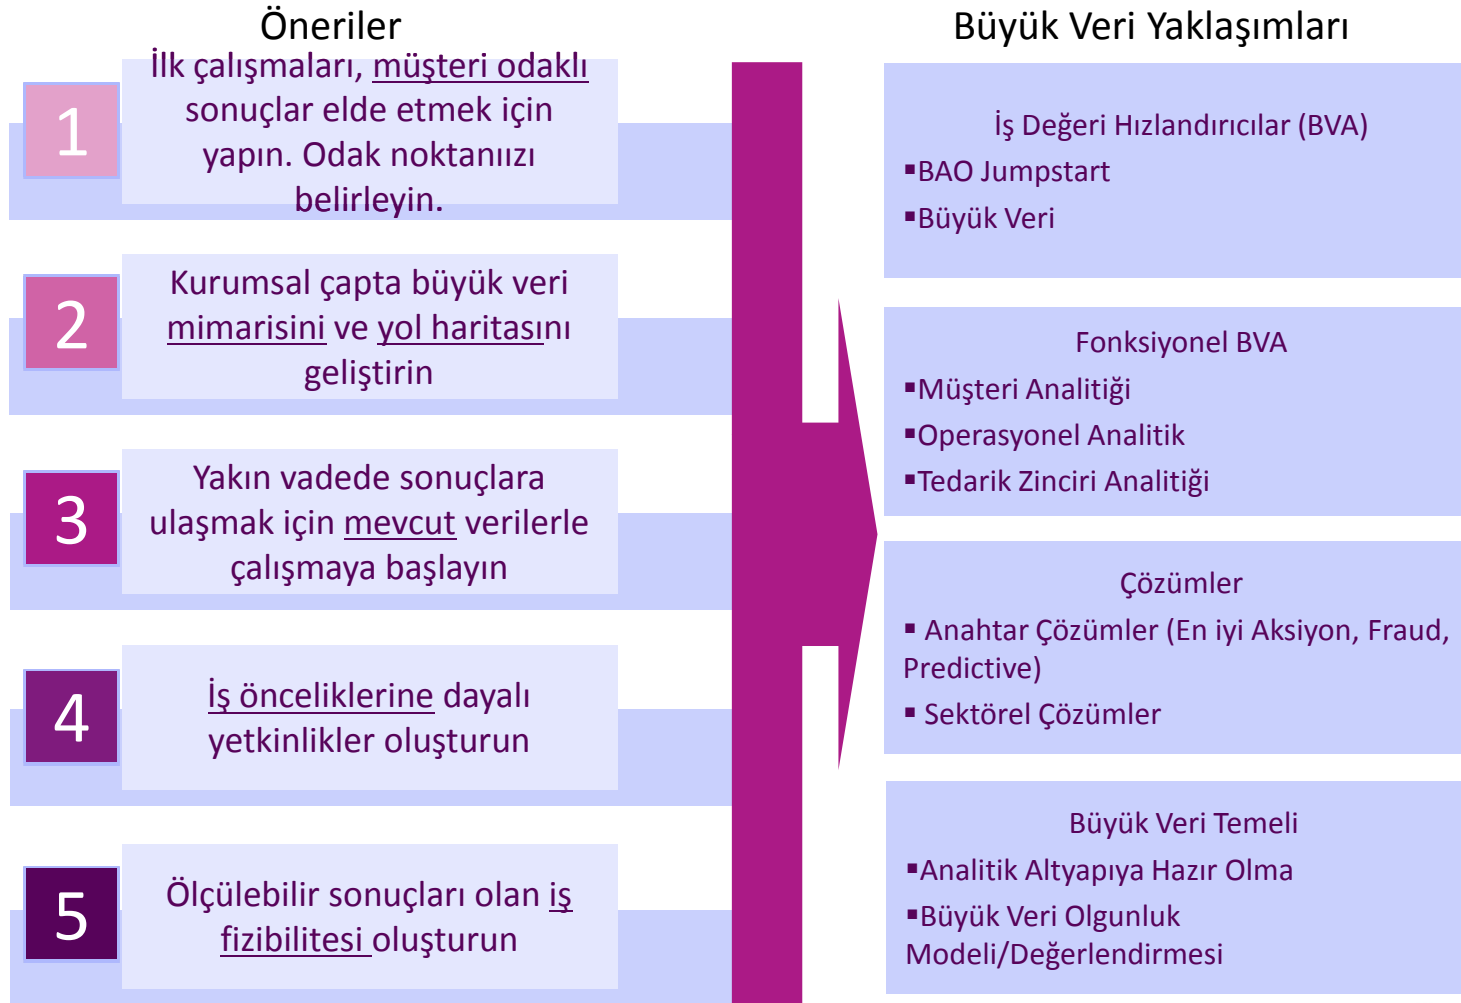 Öneriler
1
İlk çalışmaları, müşteri odaklı
sonuçlar elde etmek için
yapın. Odak noktanıızı
belirleyin.
2
Kurumsal çapta büyük veri
mimarisini ve yol haritasını
geliştirin
3
Yakın vadede sonuçlara
ulaşmak için mevcut verilerle
çalışmaya başlayın
4
İş önceliklerine dayalı
yetkinlikler oluşturun
5
Ölçülebilir sonuçları olan iş
fizibilitesi oluşturun
Büyük Veri Yaklaşımları
İş Değeri Hızlandırıcılar (BVA)
▪BAO Jumpstart
▪Büyük Veri
Fonksiyonel BVA
▪Müşteri Analitiği
▪Operasyonel Analitik
▪Tedarik Zinciri Analitiği
Çözümler
▪ Anahtar Çözümler (En iyi Aksiyon, Fraud,
Predictive)
▪ Sektörel Çözümler
Büyük Veri Temeli
▪Analitik Altyapıya Hazır Olma
▪Büyük Veri Olgunluk
Modeli/Değerlendirmesi